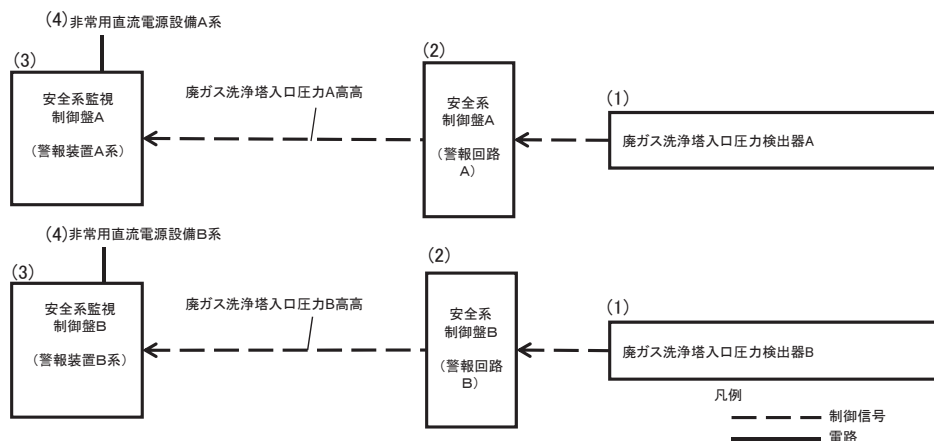 (4)非常用直流電源設備A系
(3)
安全系監視
制御盤A
(警報装置A系)
廃ガス洗浄塔入口圧力A高高
(2)
安全系
制御盤A
(警報回路
A)
(1)
廃ガス洗浄塔入口圧力検出器A
(4)非常用直流電源設備B系
(3)
安全系監視
制御盤B
(警報装置B系)
廃ガス洗浄塔入口圧力B高高
(2)
安全系
制御盤B
(警報回路
B)
(1)
廃ガス洗浄塔入口圧力検出器B
凡例
制御信号
電路